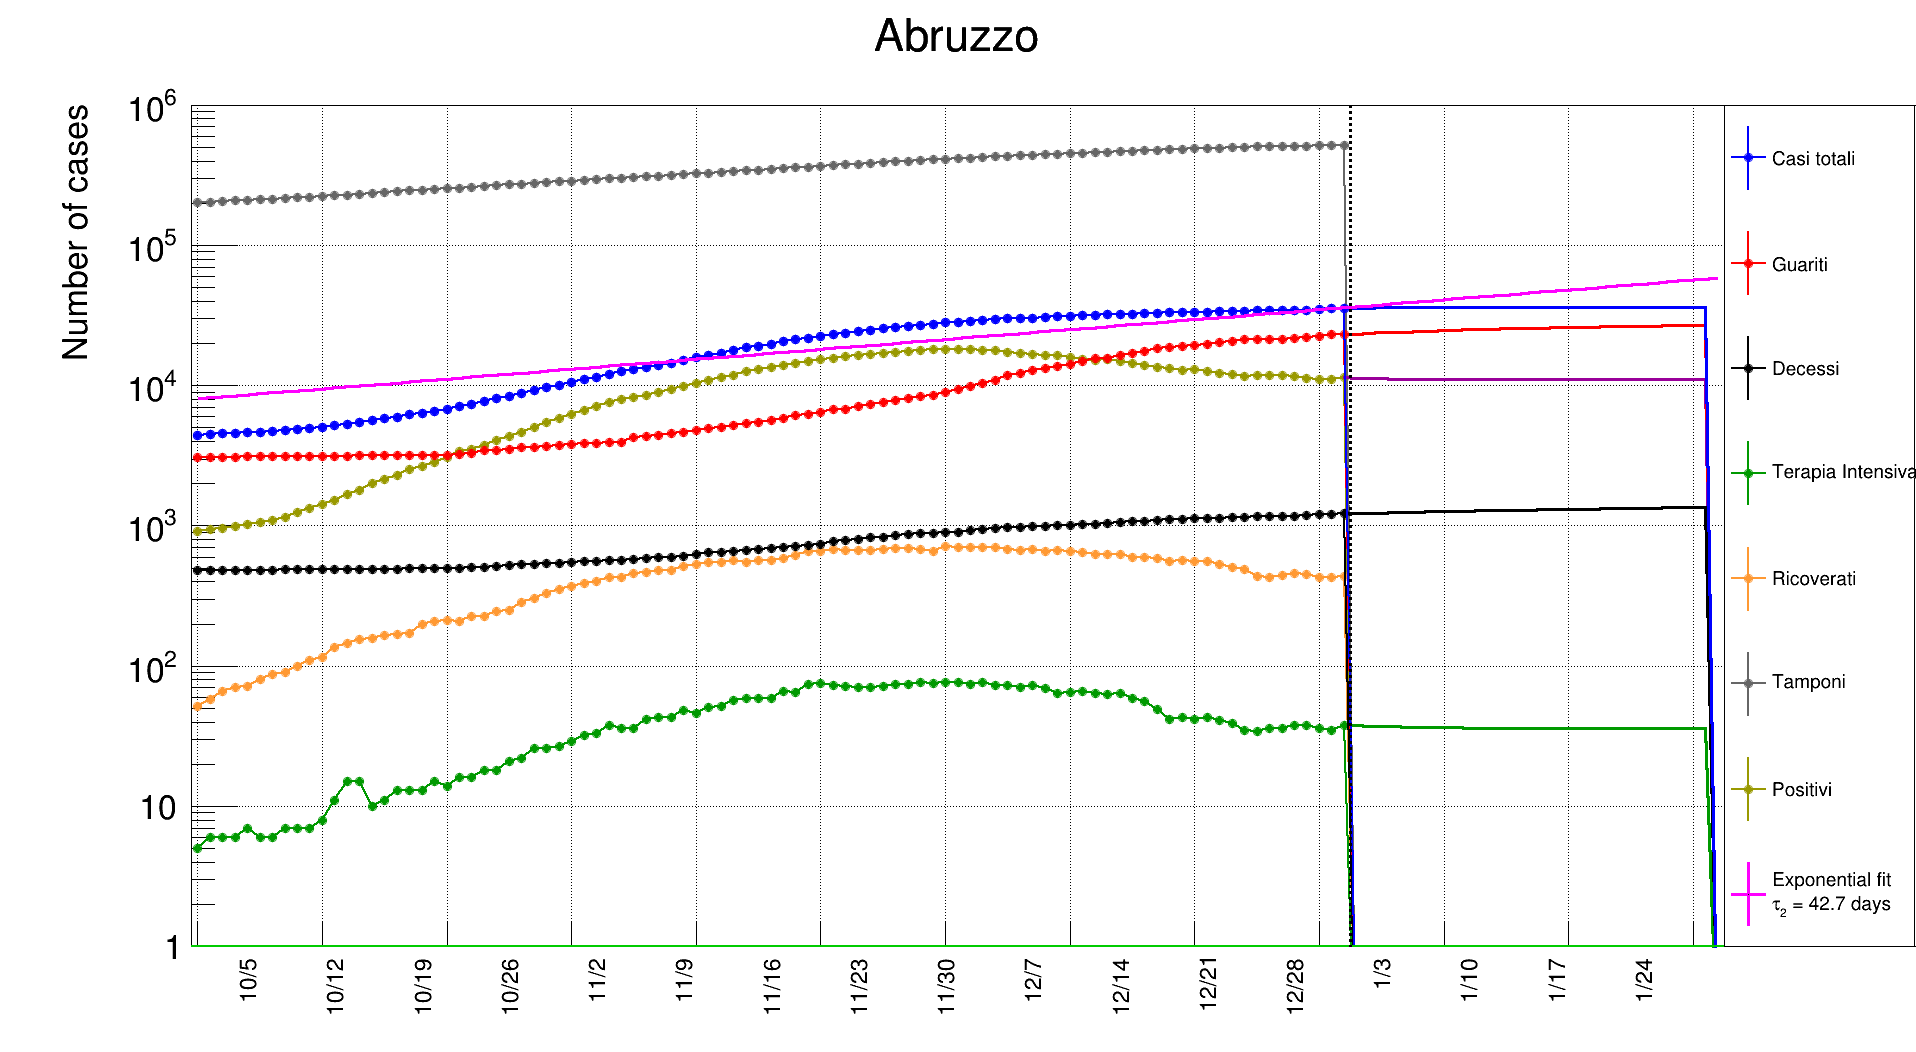 Abruzzo
Number of cases
10^6
10^5
10^4
10^3
10^2
10
1
10/5
10/12
10/19
10/26
11/2
11/9
11/16
11/23
11/30
12/7
12/14
12/21
12/28
1/3
1/10
1/17
1/24
Casi totali
Guariti
Decessi
Terapia Intensiva
Ricoverati
Tamponi
Positivi
Exponential fit
τ₂ = 42.7 days